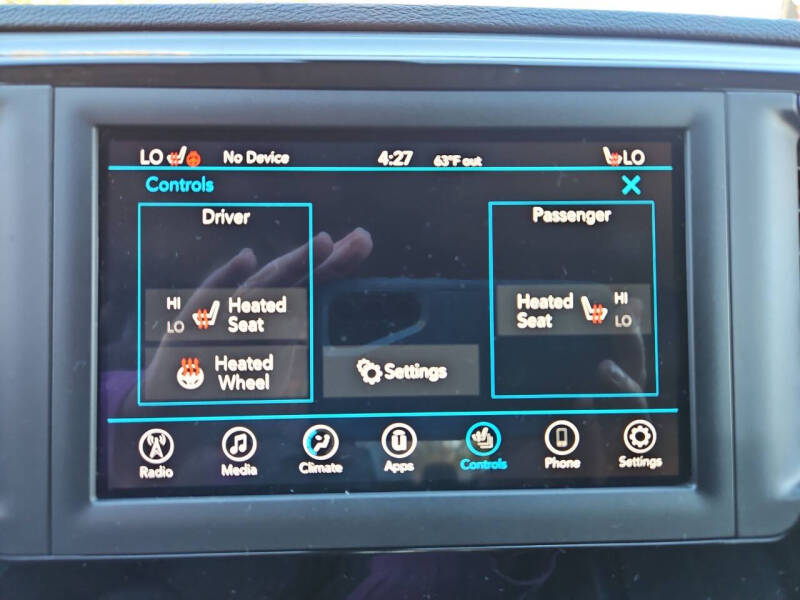 LO No Device 4:27 63°F out LO
Controls
Driver
Passenger
HI
LO
Heated
Seat
Heated
Seat
HI
LO
Heated
Wheel
Settings
Radio Media Climate Apps Controls Phone Settings